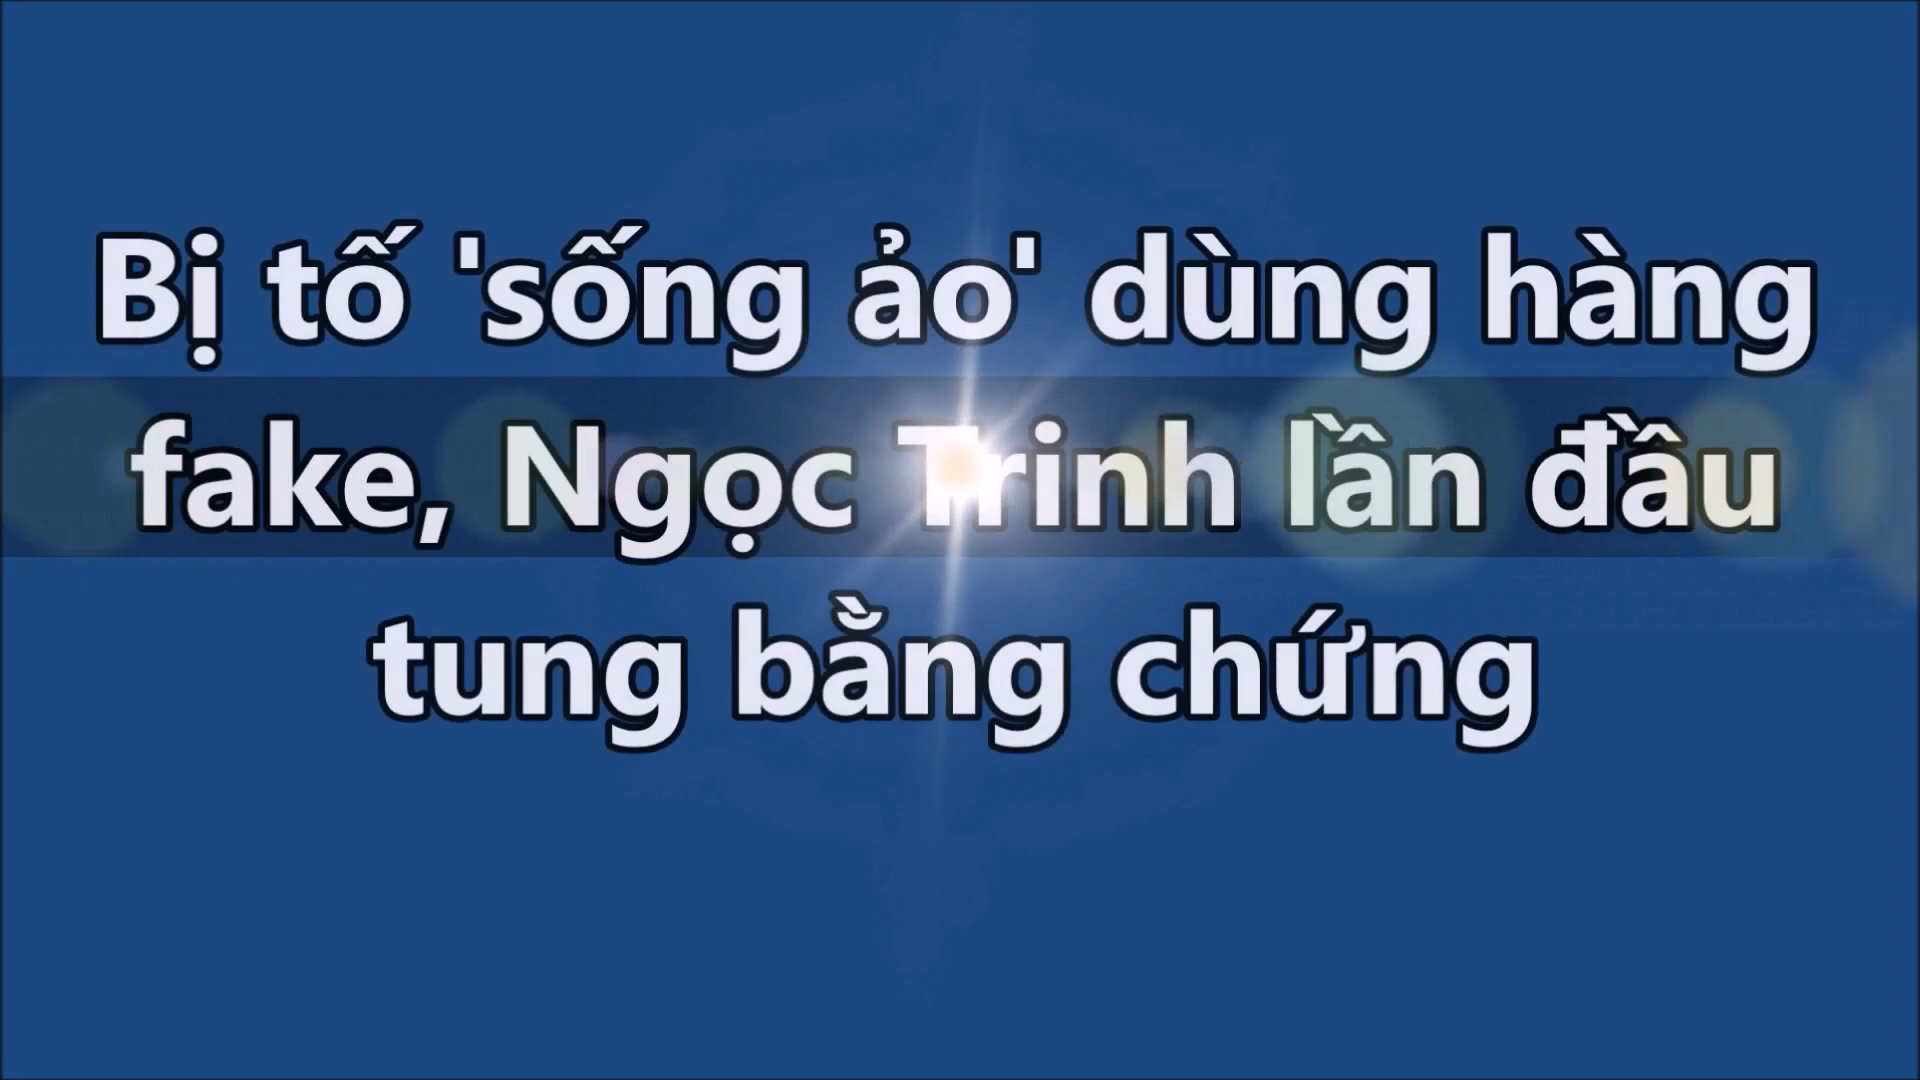 Bị tố 'sống ảo' dùng hàng
fake, Ngọc Trinh lần đầu
tung bằng chứng